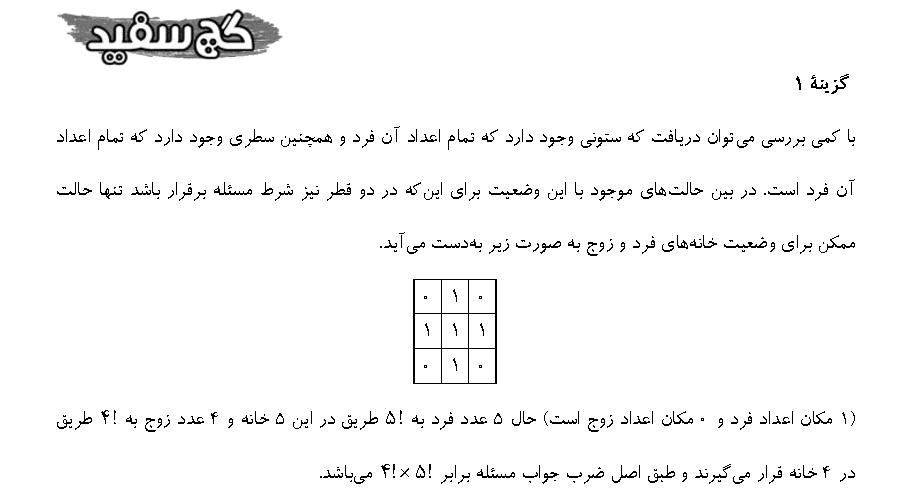 گچ سفید
گزینهٔ ۱
با کمی بررسی می‌توان دریافت که ستونی وجود دارد که تمام اعداد آن فرد و همچنین سطری وجود دارد که تمام اعداد
آن فرد است. در بین حالت‌های موجود با این وضعیت برای این‌که در دو قطر نیز شرط مسئله برقرار باشد تنها حالت
ممکن برای وضعیت خانه‌های فرد و زوج به صورت زیر به‌دست می‌آید.
۰ ۱ ۰
۱ ۱ ۱
۰ ۱ ۰
(۱ مکان اعداد فرد و ۰ مکان اعداد زوج است) حال ۵ عدد فرد به !۵ طریق در این ۵ خانه و ۴ عدد زوج به !۴ طریق
در ۴ خانه قرار می‌گیرند و طبق اصل ضرب جواب مسئله برابر !۵ × !۴ می‌باشد.